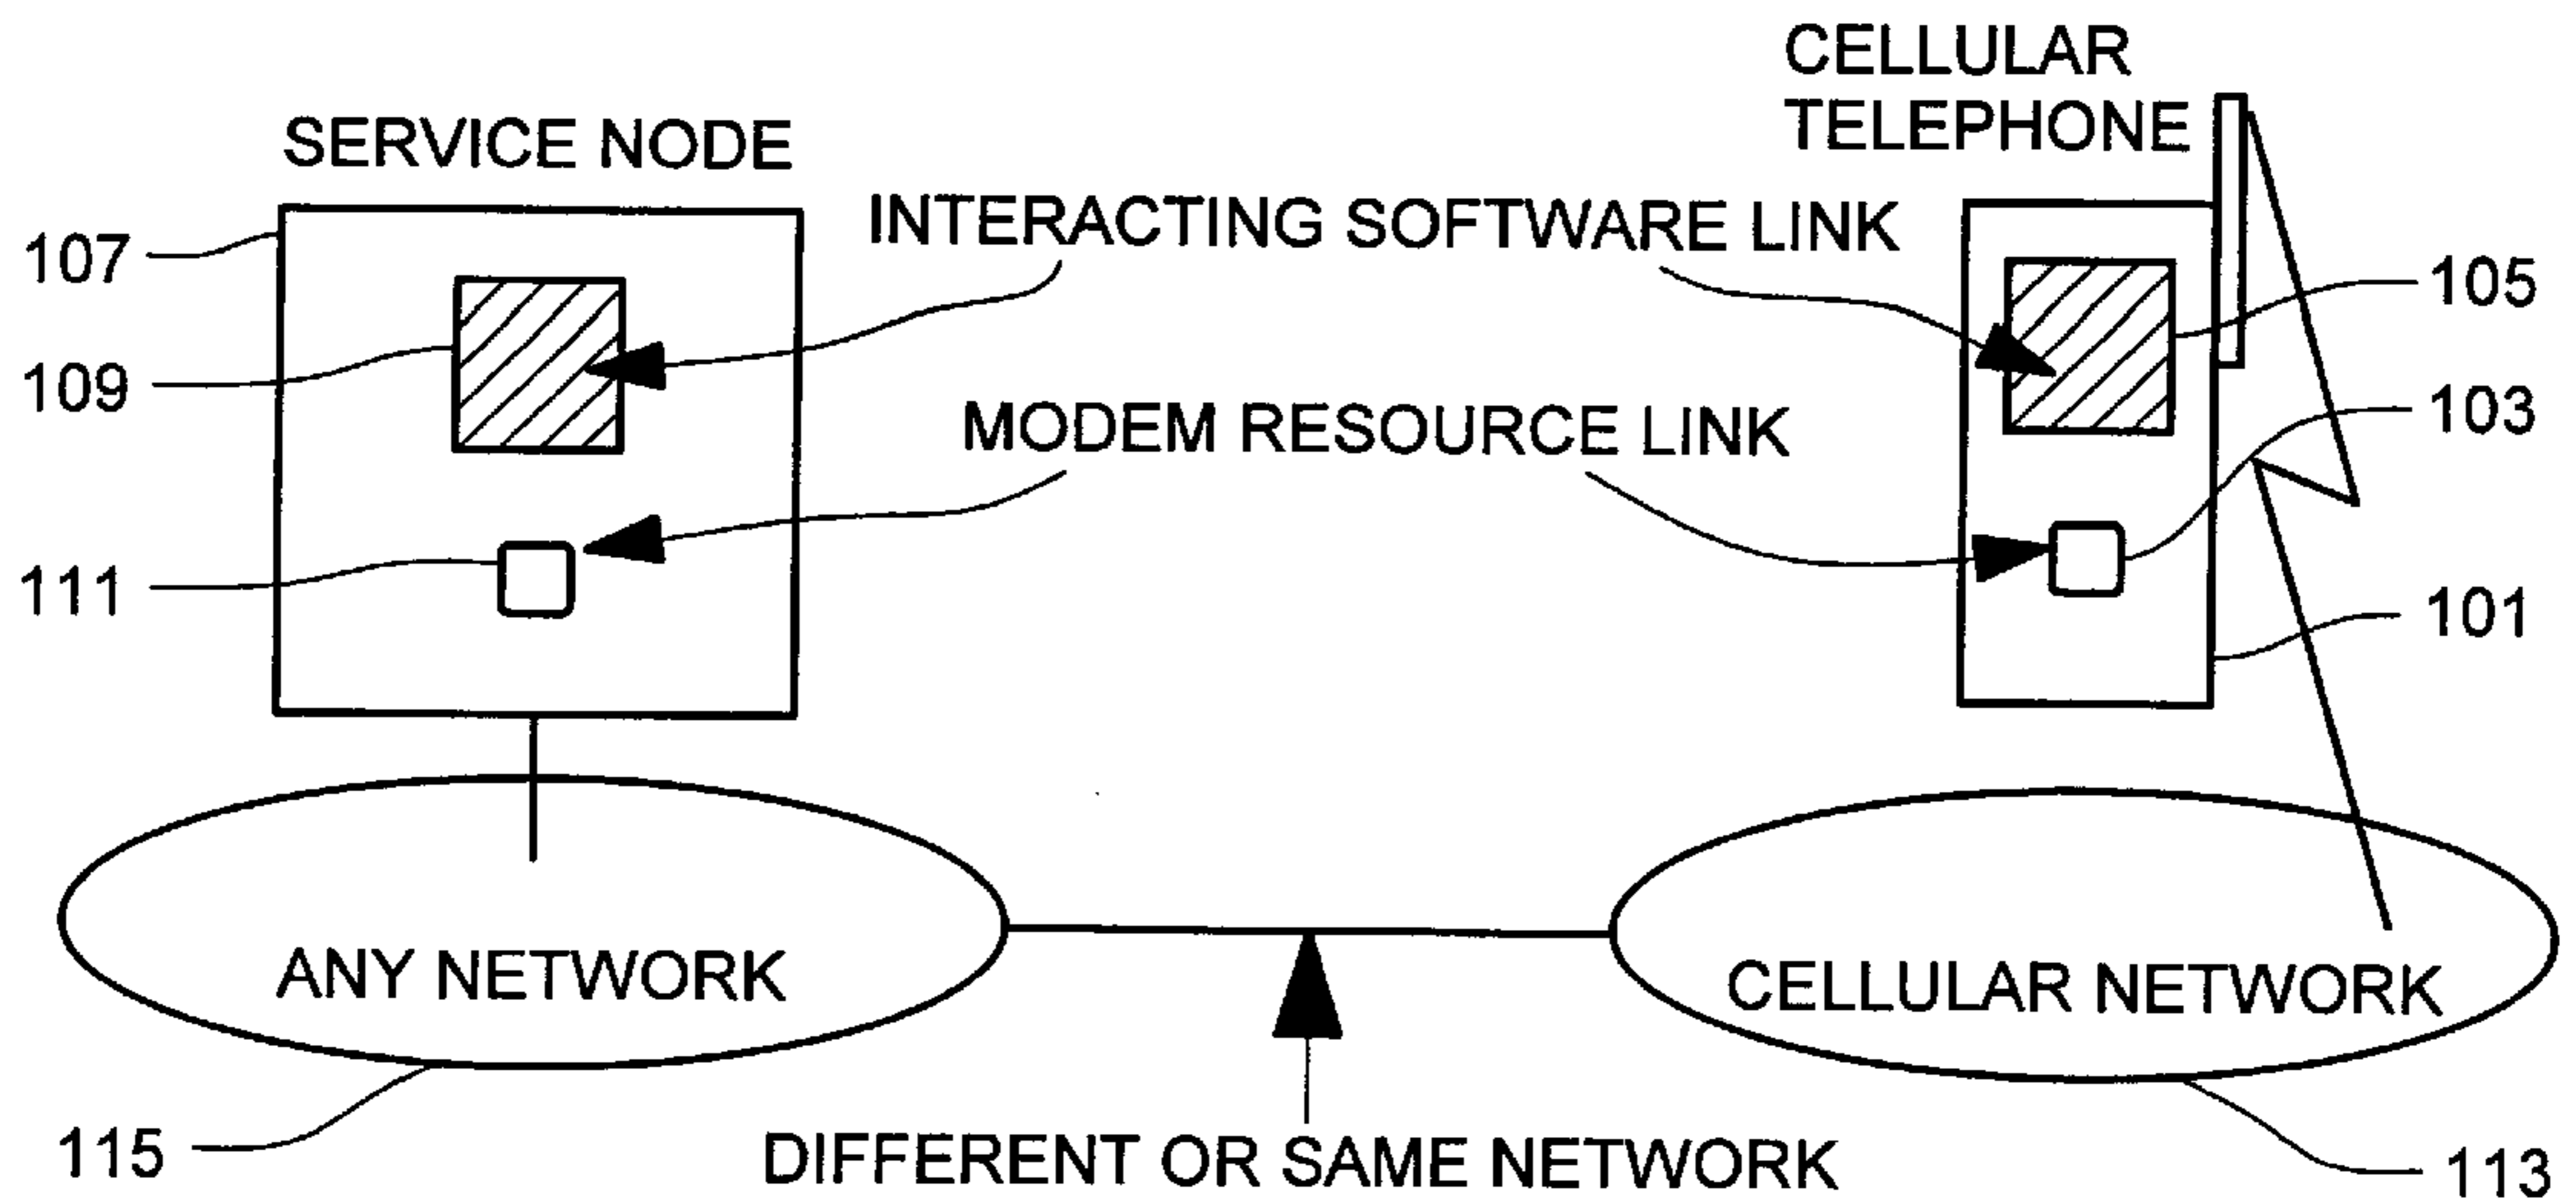 CELLULAR
TELEPHONE
SERVICE NODE
INTERACTING SOFTWARE LINK
107
105
109
MODEM RESOURCE LINK
103
111
101
ANY NETWORK
CELLULAR NETWORK
115
DIFFERENT OR SAME NETWORK
113